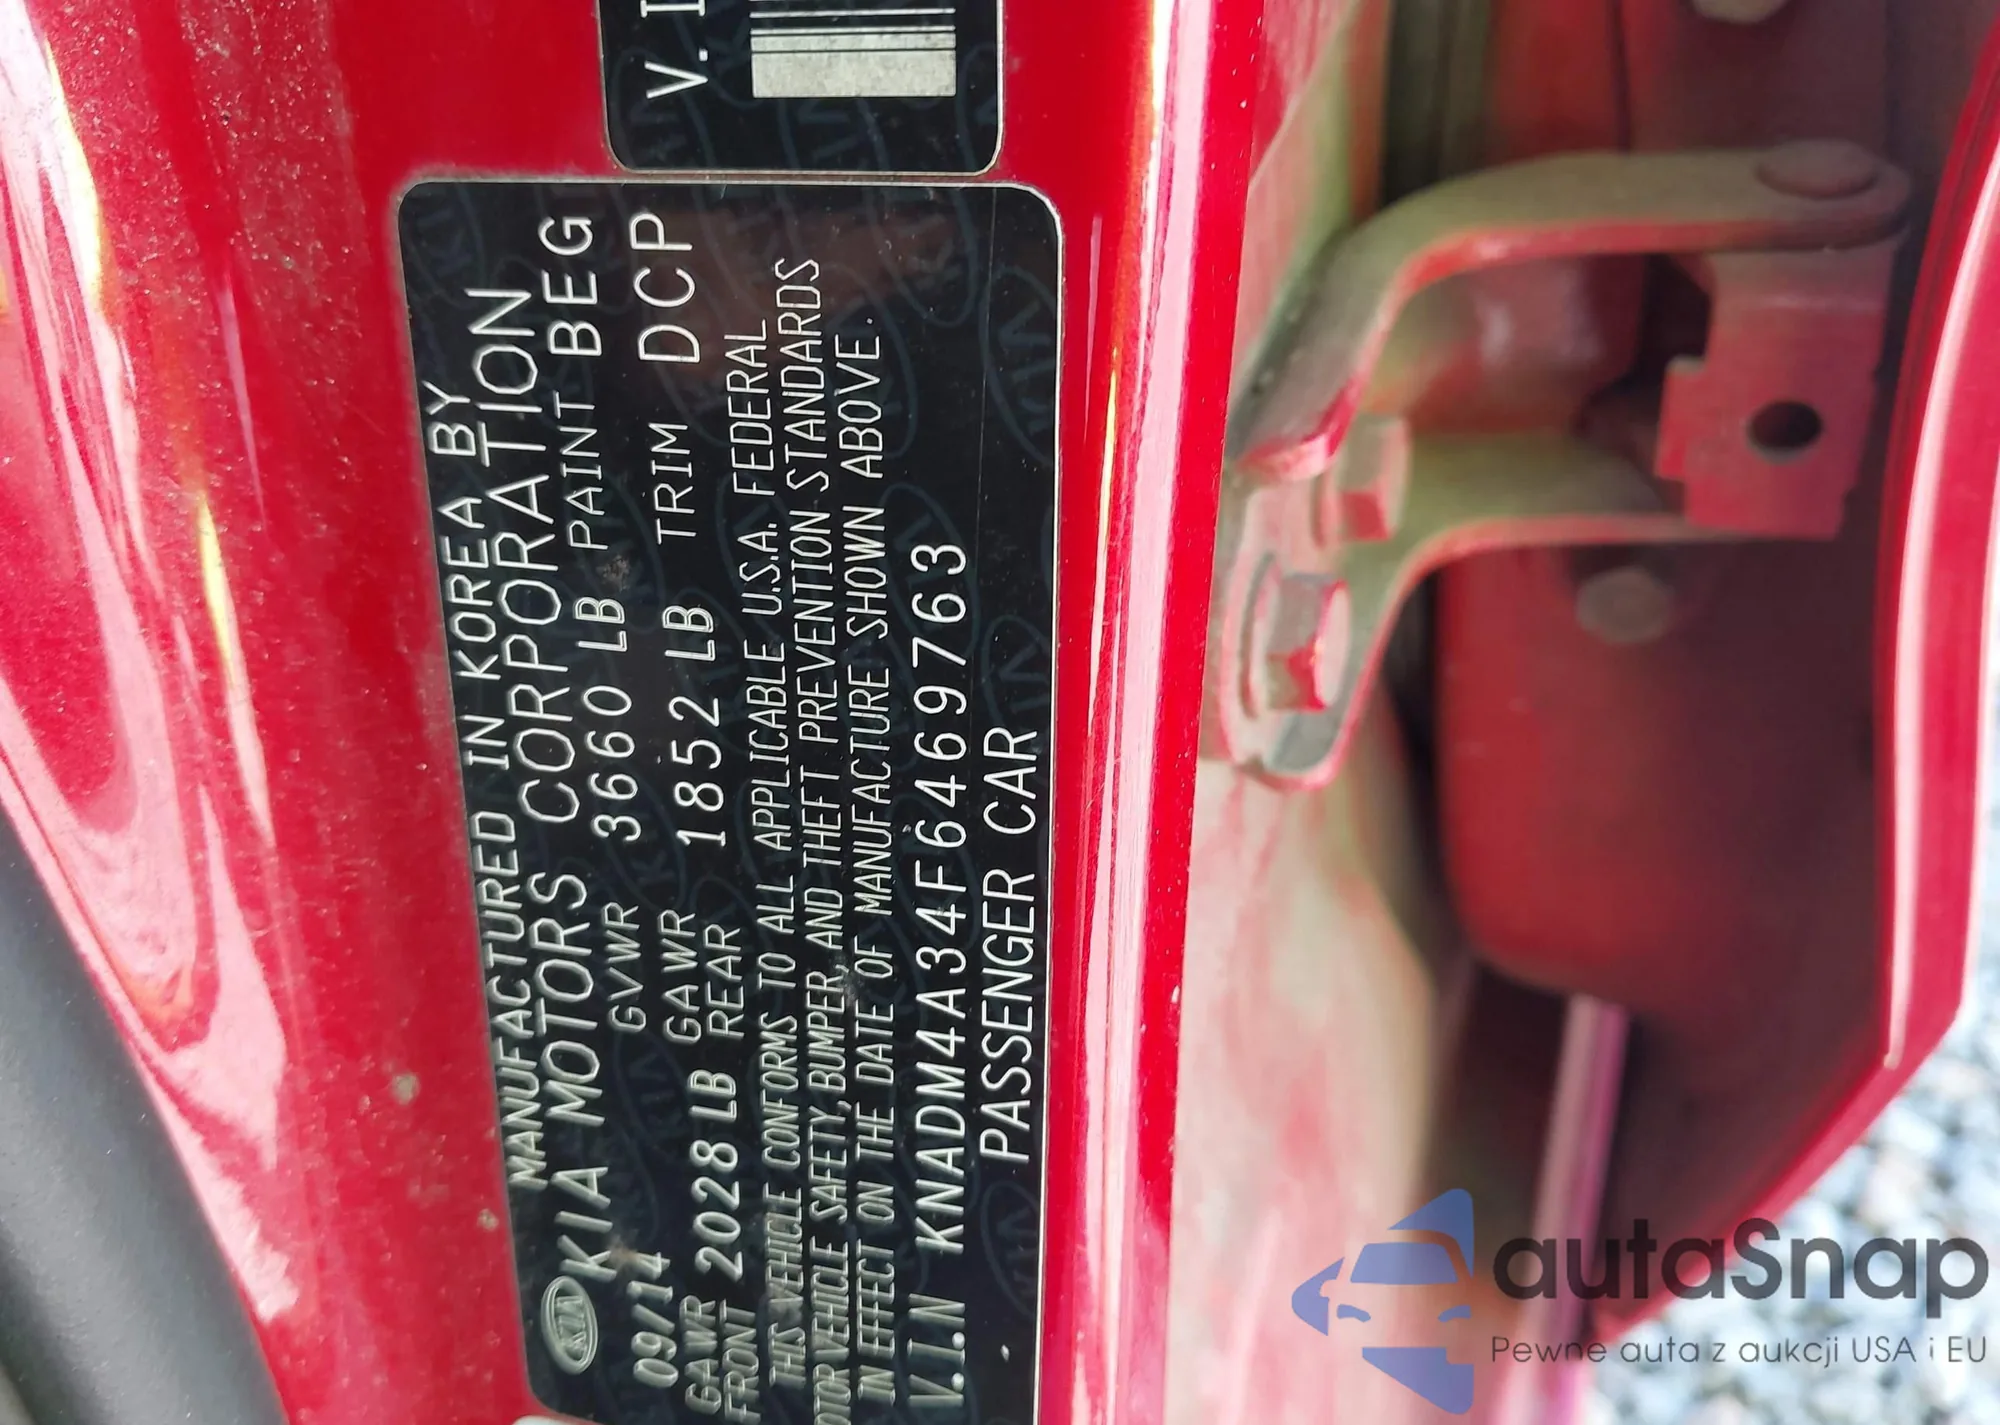 V.I
MANUFACTURED IN KOREA BY
KIA KIA MOTORS CORPORATION
09/14 GVWR 3660 LB PAINT BEG
GAWR FRONT 2028 LB GAWR REAR 1852 LB TRIM DCP
THIS VEHICLE CONFORMS TO ALL APPLICABLE U.S.A. FEDERAL
MOTOR VEHICLE SAFETY, BUMPER, AND THEFT PREVENTION STANDARDS
IN EFFECT ON THE DATE OF MANUFACTURE SHOWN ABOVE.
V.I.N KNADM4A34F6469763
PASSENGER CAR
autaSnap
Pewne auta z aukcji USA i EU